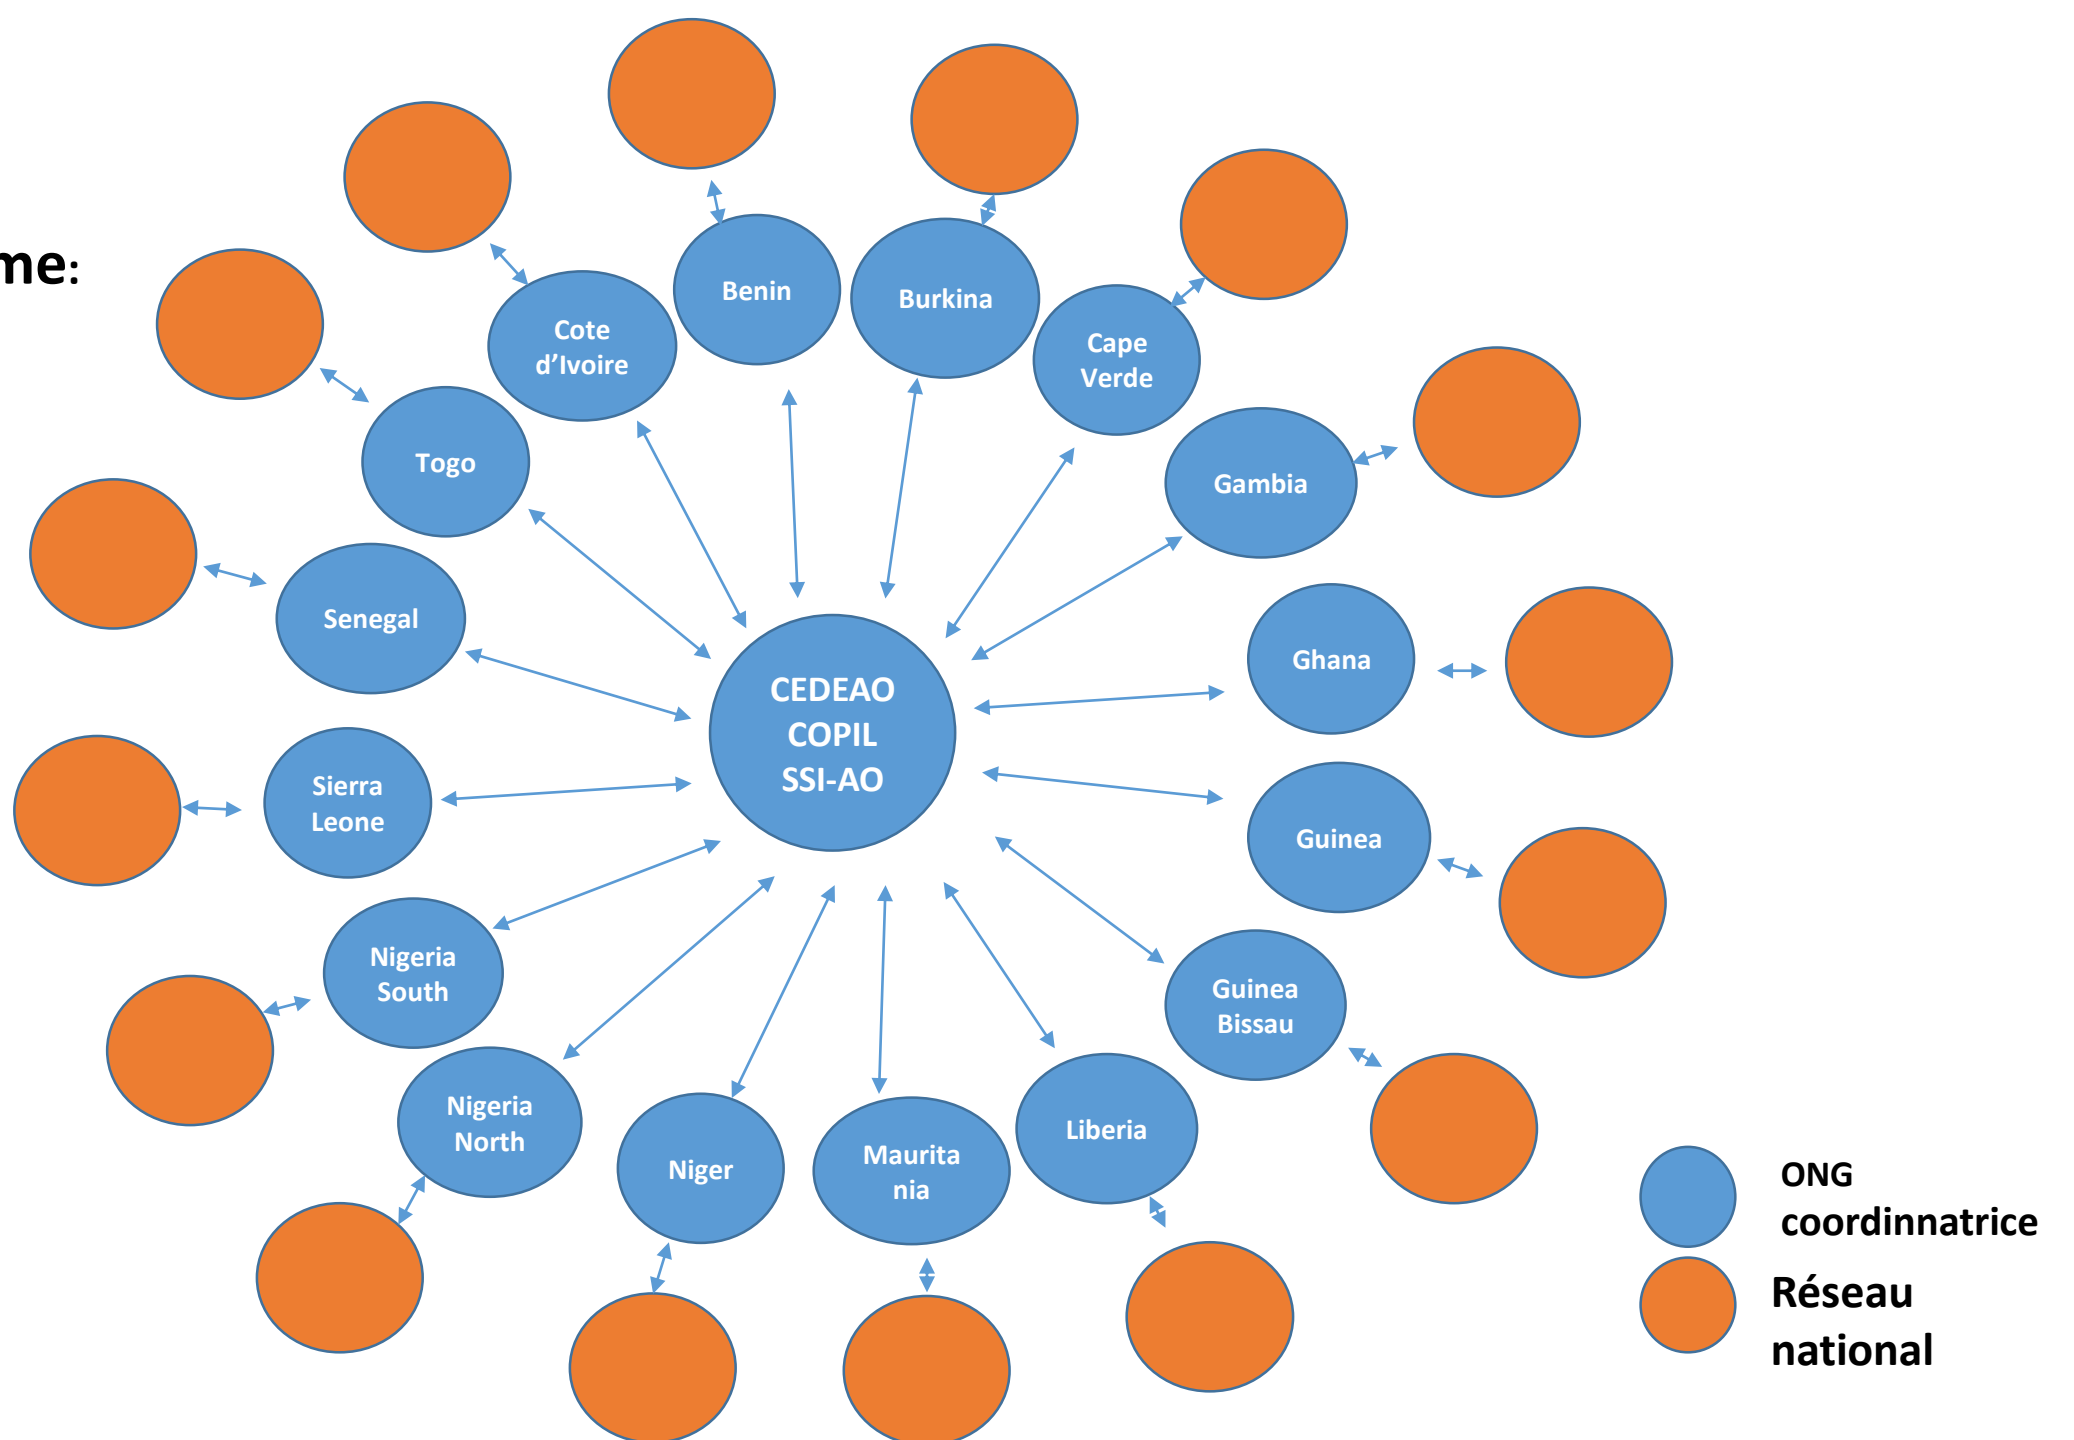 me:
Benin
Burkina
Cote
d’Ivoire
Cape
Verde
Togo
Gambia
Senegal
Ghana
CEDEAO
COPIL
SSI-AO
Sierra
Leone
Guinea
Nigeria
South
Guinea
Bissau
Nigeria
North
Niger
Maurita
nia
Liberia
ONG
coordinnatrice
Réseau
national